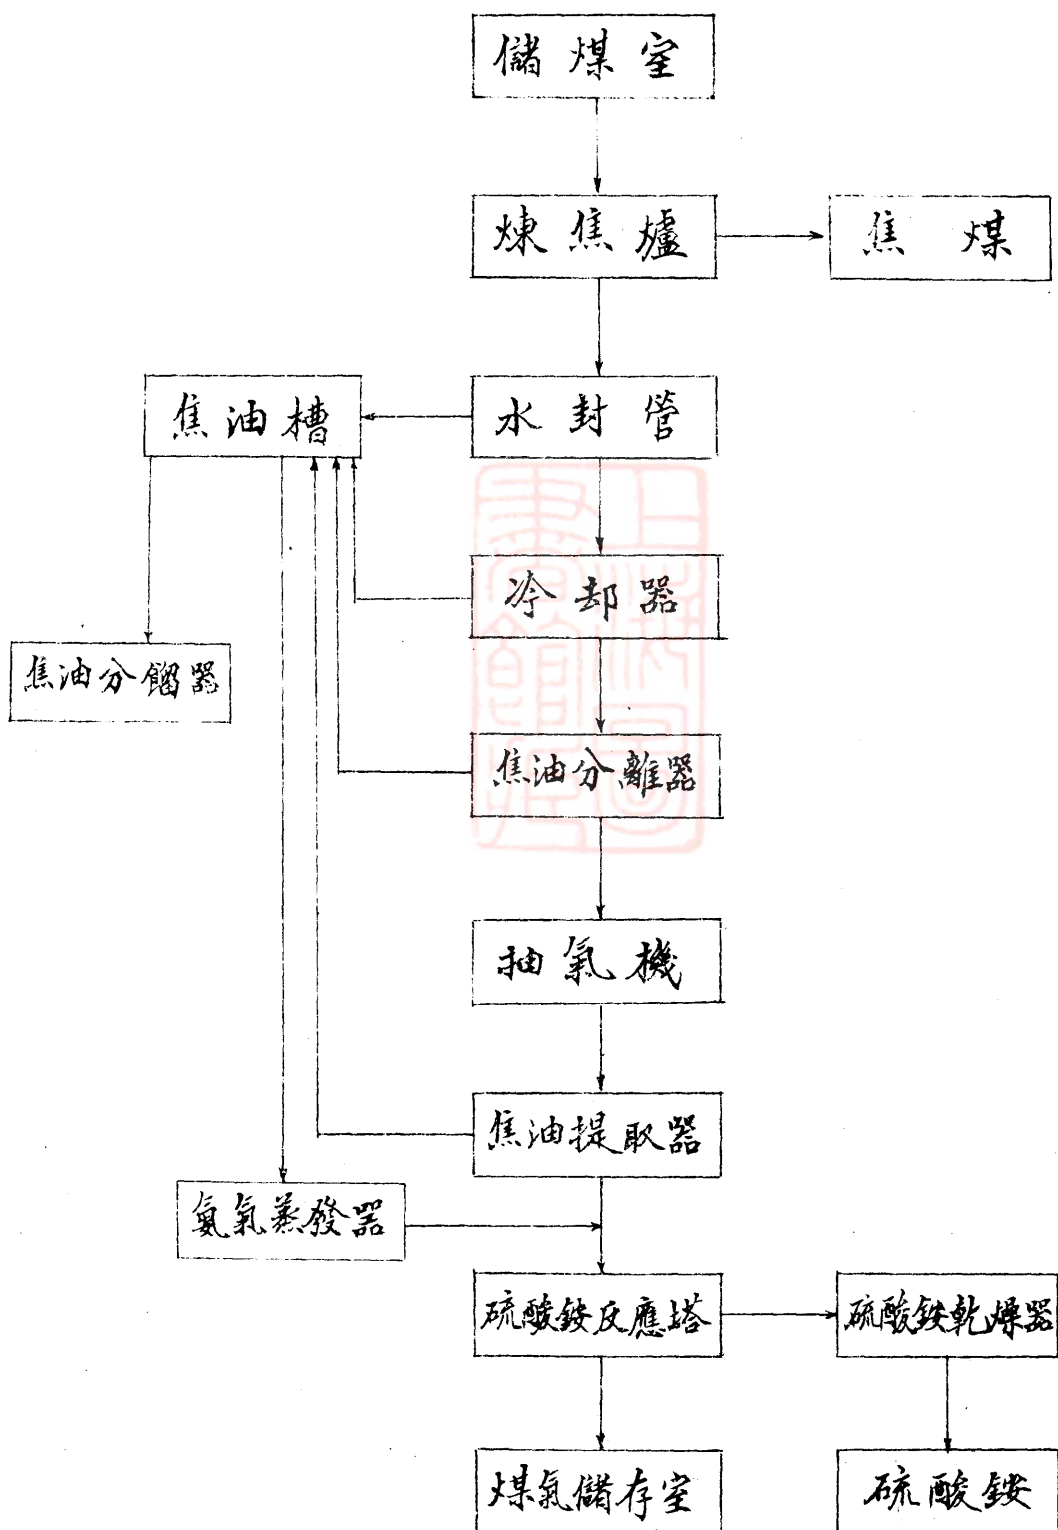 儲煤室
煉焦爐
焦煤
焦油槽
水封管
冷却器
焦油分餾器
焦油分離器
抽氣機
焦油提取器
氨氣蒸發器
硫酸銨反應塔
硫酸銨乾燥器
煤氣儲存室
硫酸銨